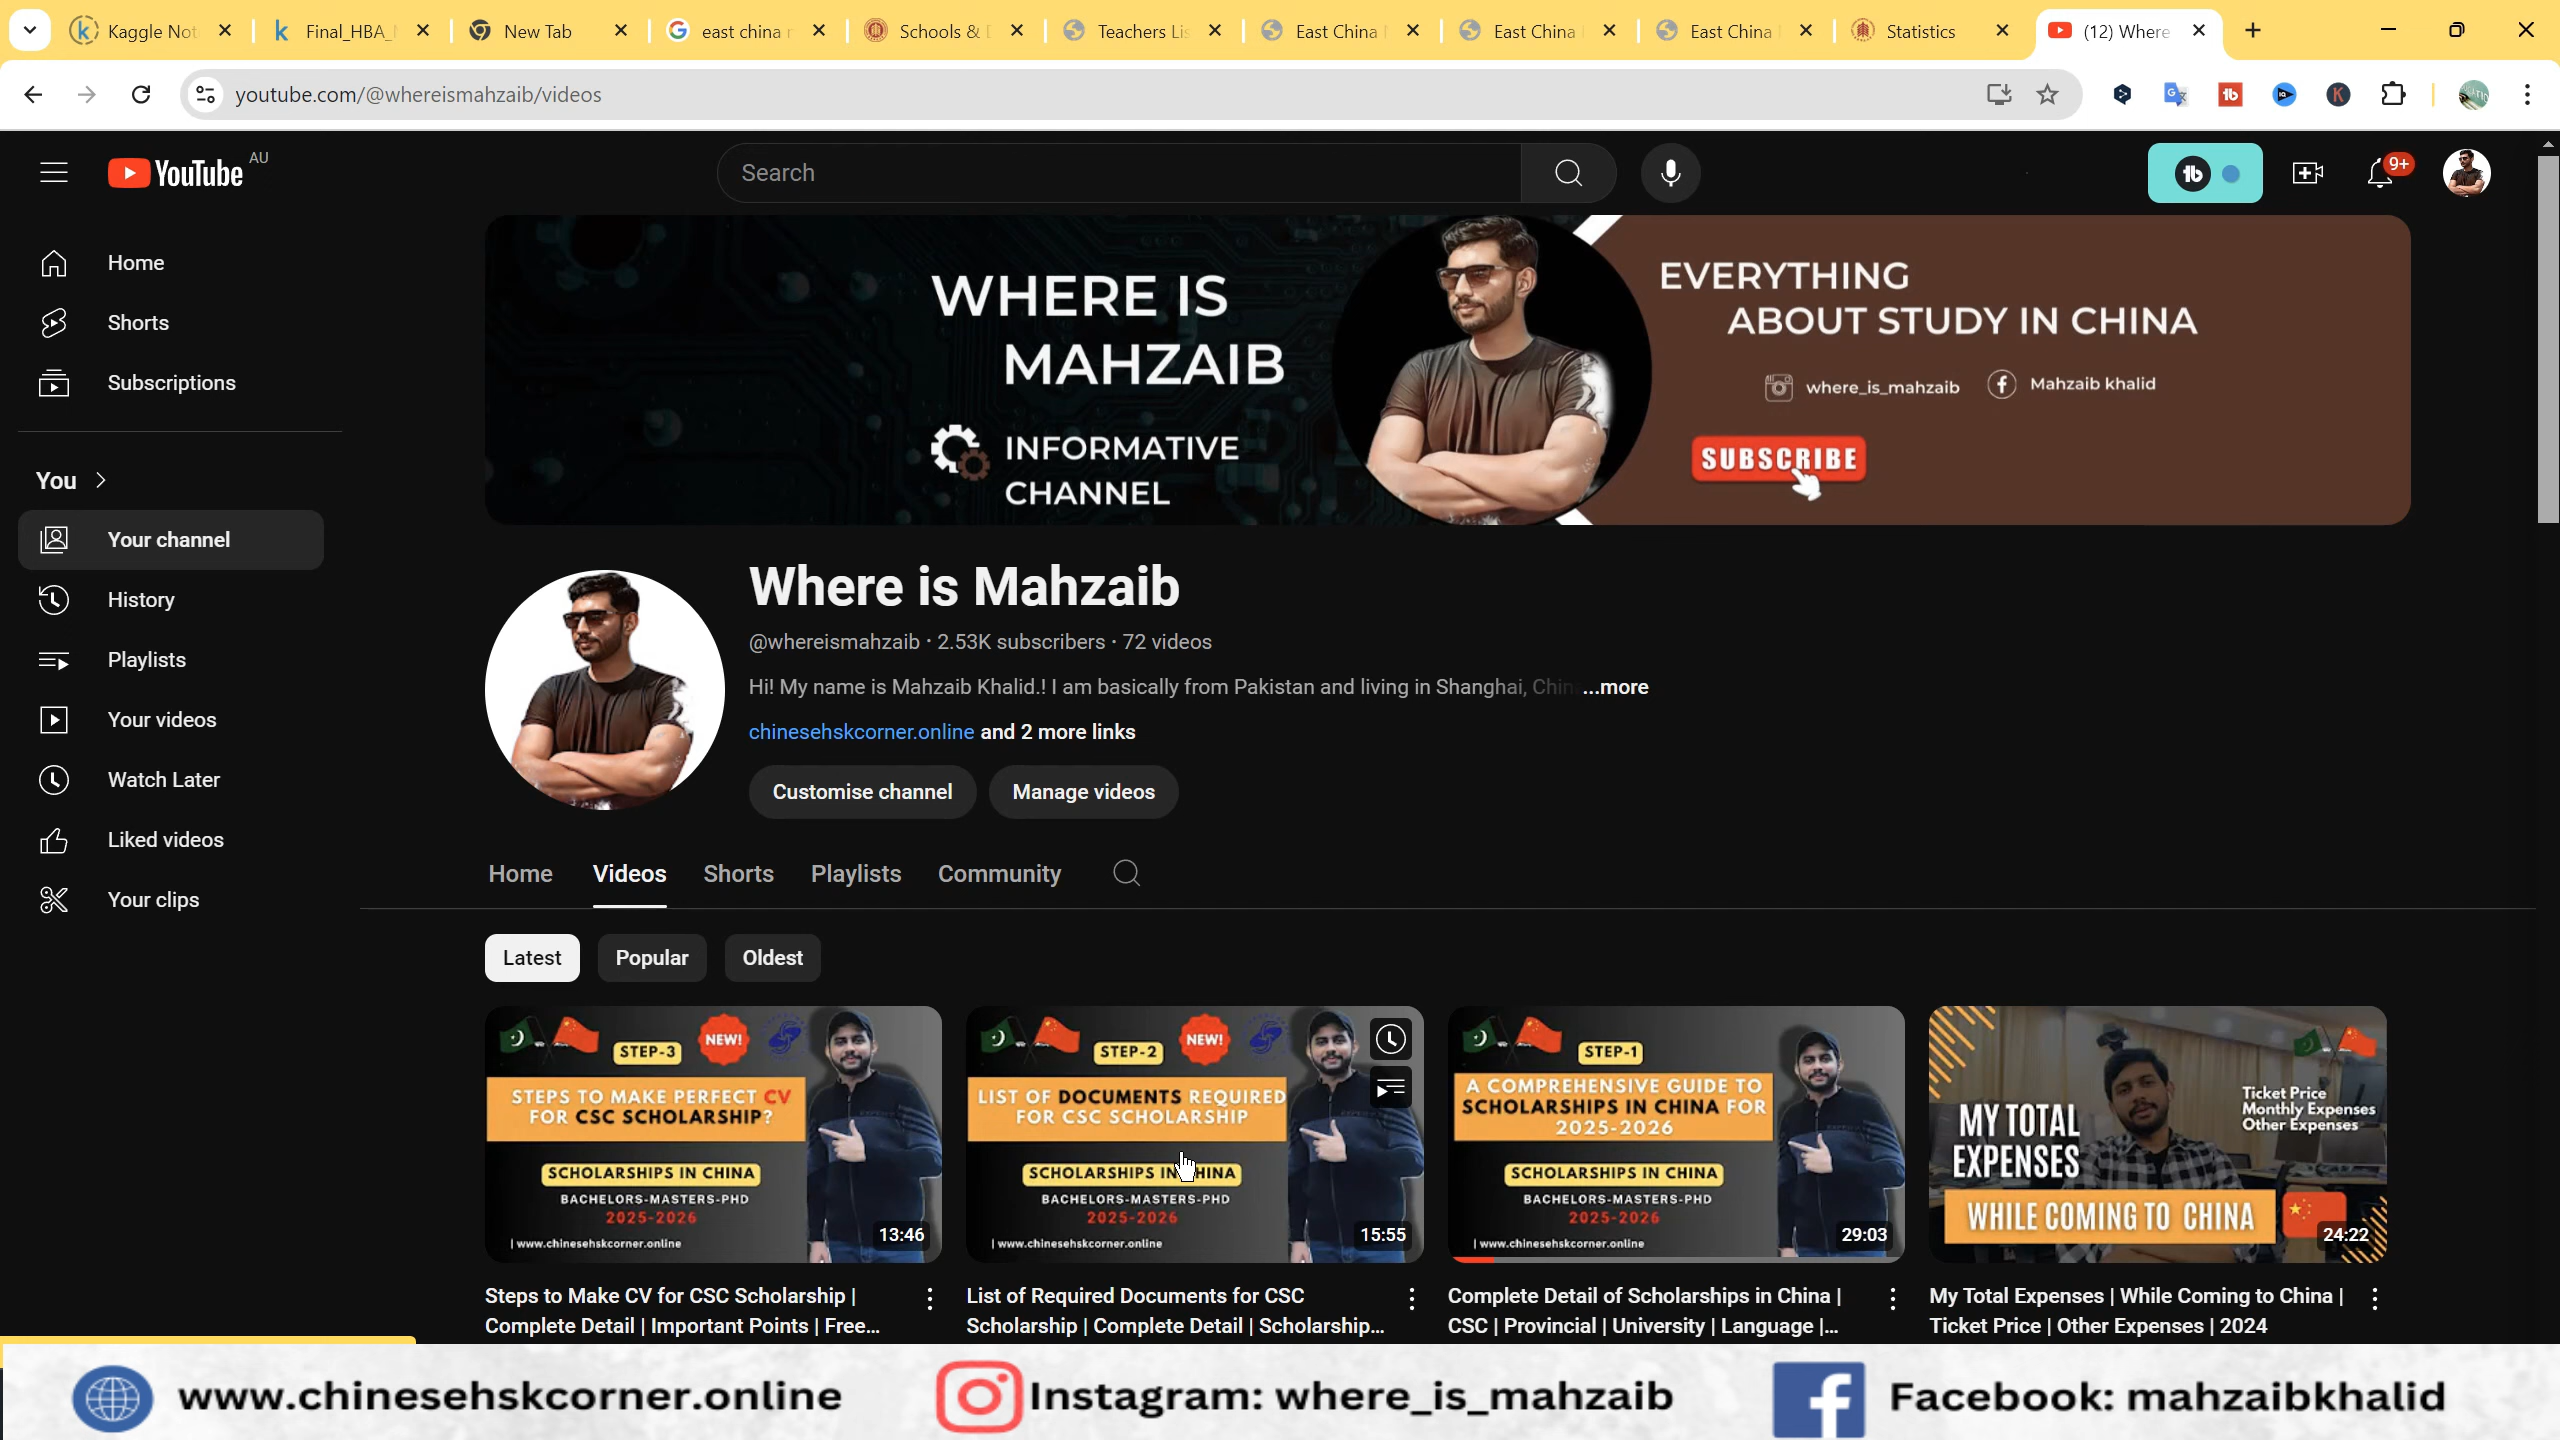 Kaggle Not
Final_HBA_
New Tab
east china
Schools &
Teachers Lis
East China
East China
East China
Statistics
(12) Where
youtube.com/@whereismahzaib/videos
YouTube AU
Search
9+
Home
Shorts
Subscriptions
You
Your channel
History
Playlists
Your videos
Watch Later
Liked videos
Your clips
WHERE IS
MAHZAIB
INFORMATIVE
CHANNEL
EVERYTHING
ABOUT STUDY IN CHINA
where_is_mahzaib
Mahzaib khalid
SUBSCRIBE
Where is Mahzaib
@whereismahzaib · 2.53K subscribers · 72 videos
Hi! My name is Mahzaib Khalid.! I am basically from Pakistan and living in Shanghai, Chin ...more
chinesehskcorner.online and 2 more links
Customise channel
Manage videos
Home
Videos
Shorts
Playlists
Community
Latest
Popular
Oldest
STEP-3
NEW!
STEPS TO MAKE PERFECT CV
FOR CSC SCHOLARSHIP?
SCHOLARSHIPS IN CHINA
BACHELORS-MASTERS-PHD
2025-2026
| www.chinesehskcorner.online
13:46
Steps to Make CV for CSC Scholarship |
Complete Detail | Important Points | Free...
STEP-2
NEW!
LIST OF DOCUMENTS REQUIRED
FOR CSC SCHOLARSHIP
SCHOLARSHIPS IN CHINA
BACHELORS-MASTERS-PHD
2025-2026
| www.chinesehskcorner.online
15:55
List of Required Documents for CSC
Scholarship | Complete Detail | Scholarship...
STEP-1
A COMPREHENSIVE GUIDE TO
SCHOLARSHIPS IN CHINA FOR
2025-2026
SCHOLARSHIPS IN CHINA
BACHELORS-MASTERS-PHD
2025-2026
| www.chinesehskcorner.online
29:03
Complete Detail of Scholarships in China |
CSC | Provincial | University | Language |...
Ticket Price
Monthly Expenses
Other Expenses
MY TOTAL
EXPENSES
WHILE COMING TO CHINA
24:22
My Total Expenses | While Coming to China |
Ticket Price | Other Expenses | 2024
www.chinesehskcorner.online
Instagram: where_is_mahzaib
Facebook: mahzaibkhalid